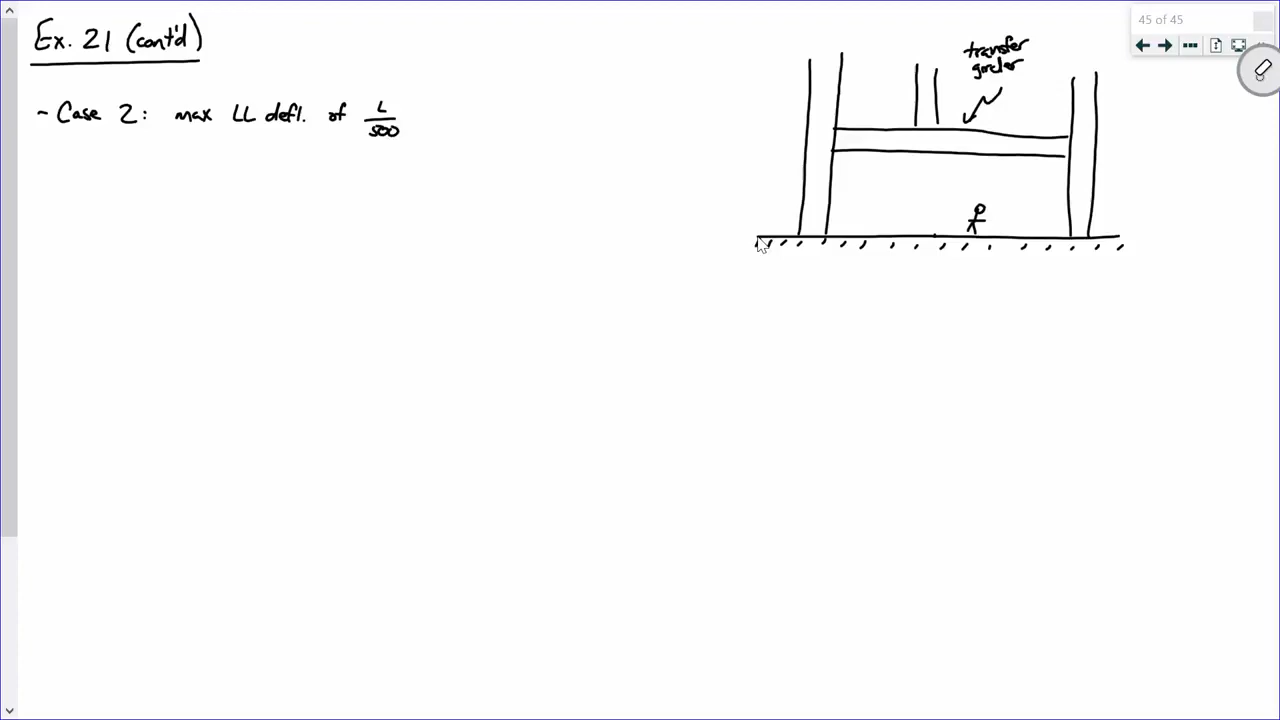 Ex. 21 (cont'd)
- Case 2: max LL defl. of L/500
transfer
girder
45 of 45